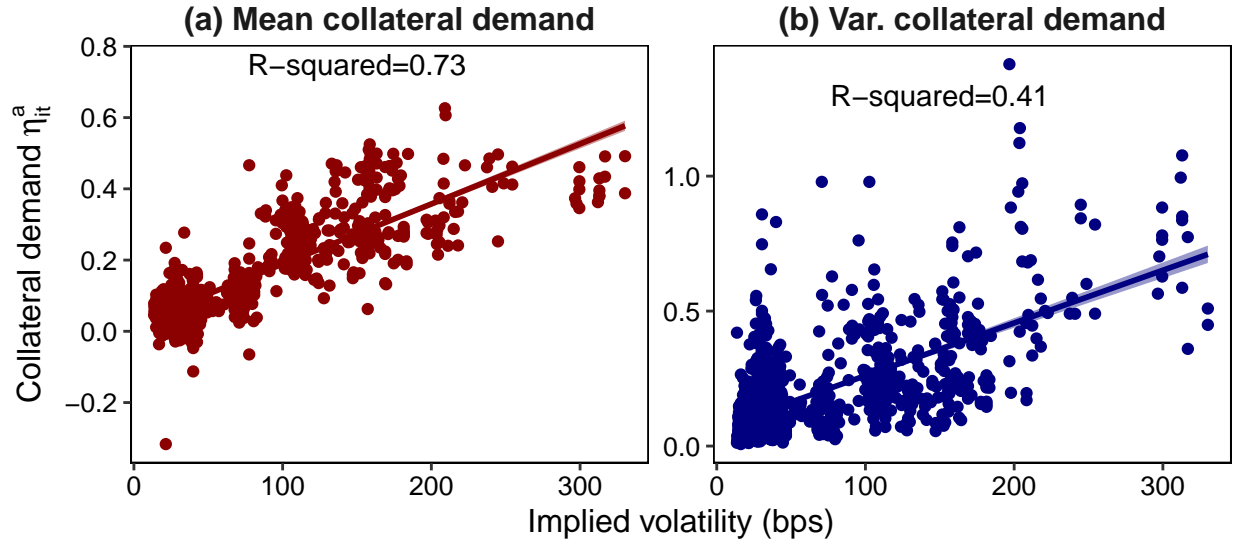 (a) Mean collateral demand
(b) Var. collateral demand
R−squared=0.73
R−squared=0.41
Collateral demand η_it^a
0.8
0.6
0.4
0.2
0.0
−0.2
1.0
0.5
0.0
0 100 200 300
0 100 200 300
Implied volatility (bps)